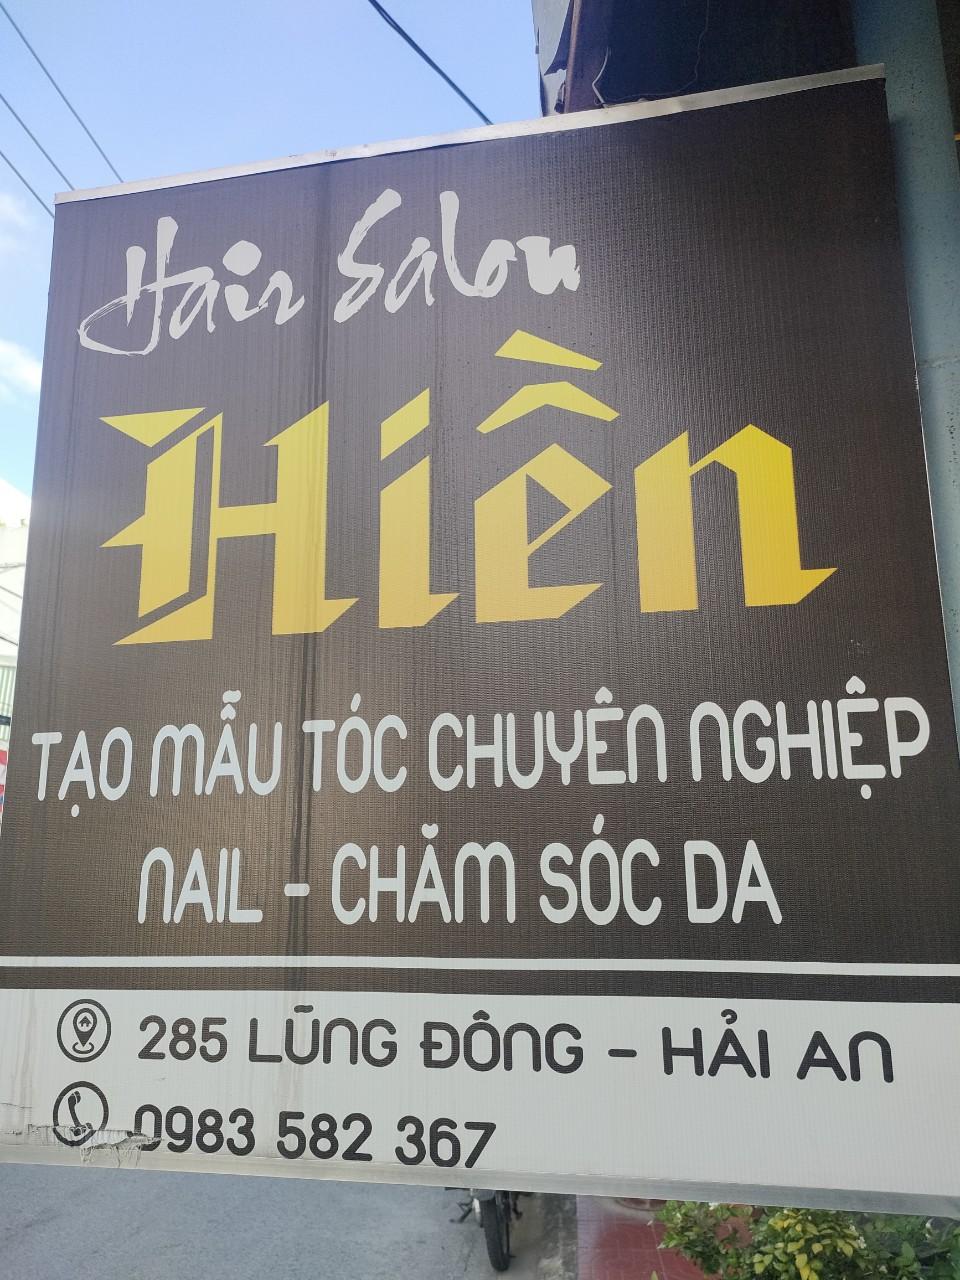 Hair Salon
Hiền
TẠO MẪU TÓC CHUYÊN NGHIỆP
NAIL - CHĂM SÓC DA
285 LŨNG ĐÔNG - HẢI AN
0983 582 367